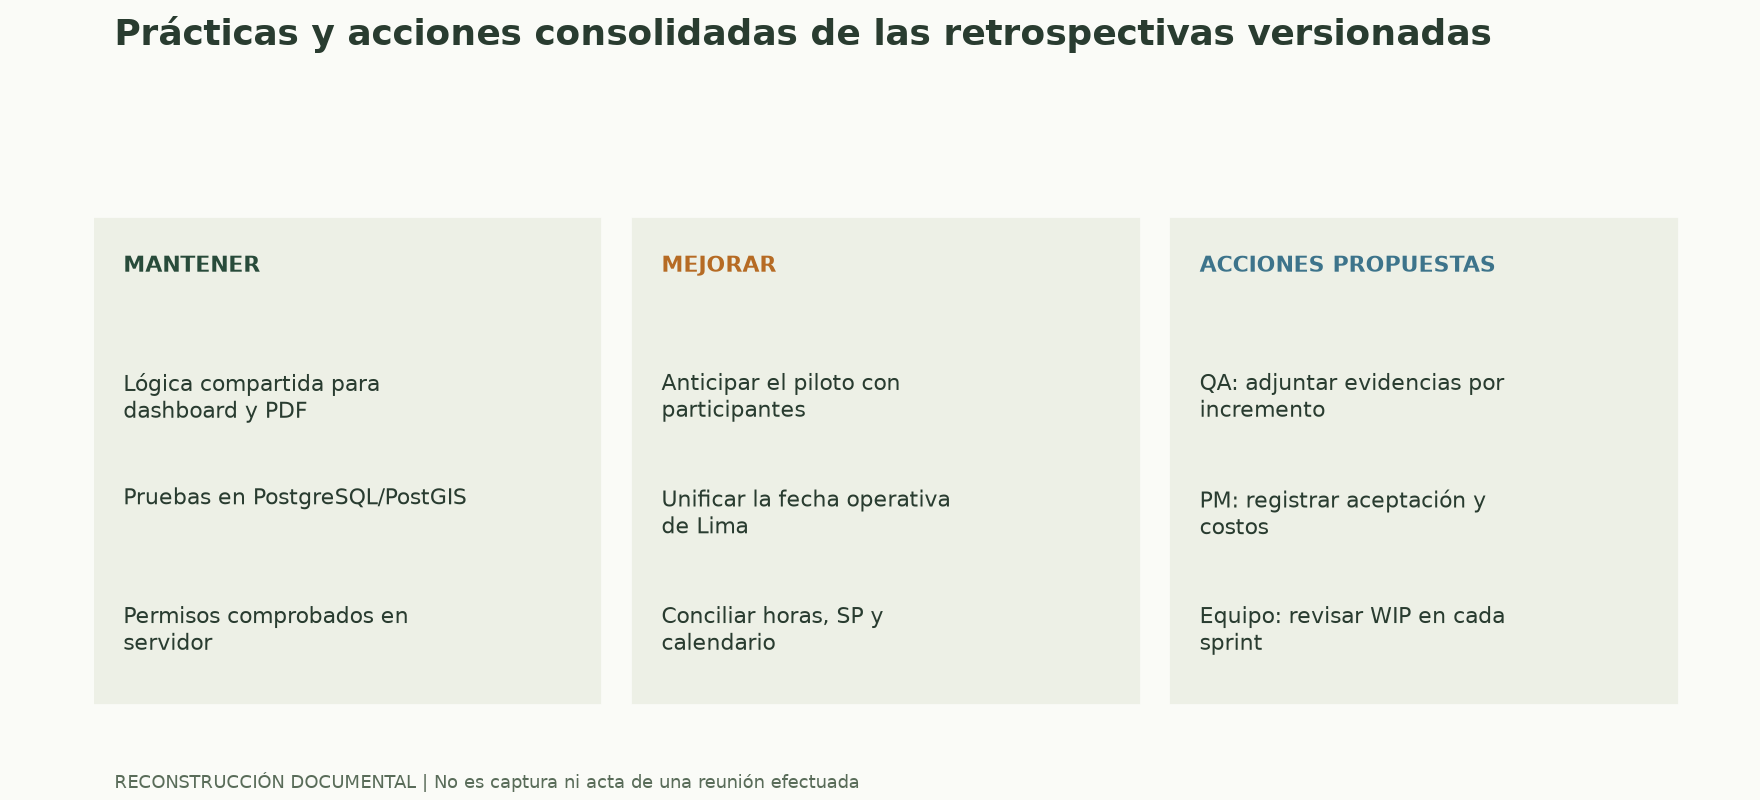 Prácticas y acciones consolidadas de las retrospectivas versionadas
MANTENER
Lógica compartida para
dashboard y PDF
Pruebas en PostgreSQL/PostGIS
Permisos comprobados en
servidor
MEJORAR
Anticipar el piloto con
participantes
Unificar la fecha operativa
de Lima
Conciliar horas, SP y
calendario
ACCIONES PROPUESTAS
QA: adjuntar evidencias por
incremento
PM: registrar aceptación y
costos
Equipo: revisar WIP en cada
sprint
RECONSTRUCCIÓN DOCUMENTAL | No es captura ni acta de una reunión efectuada